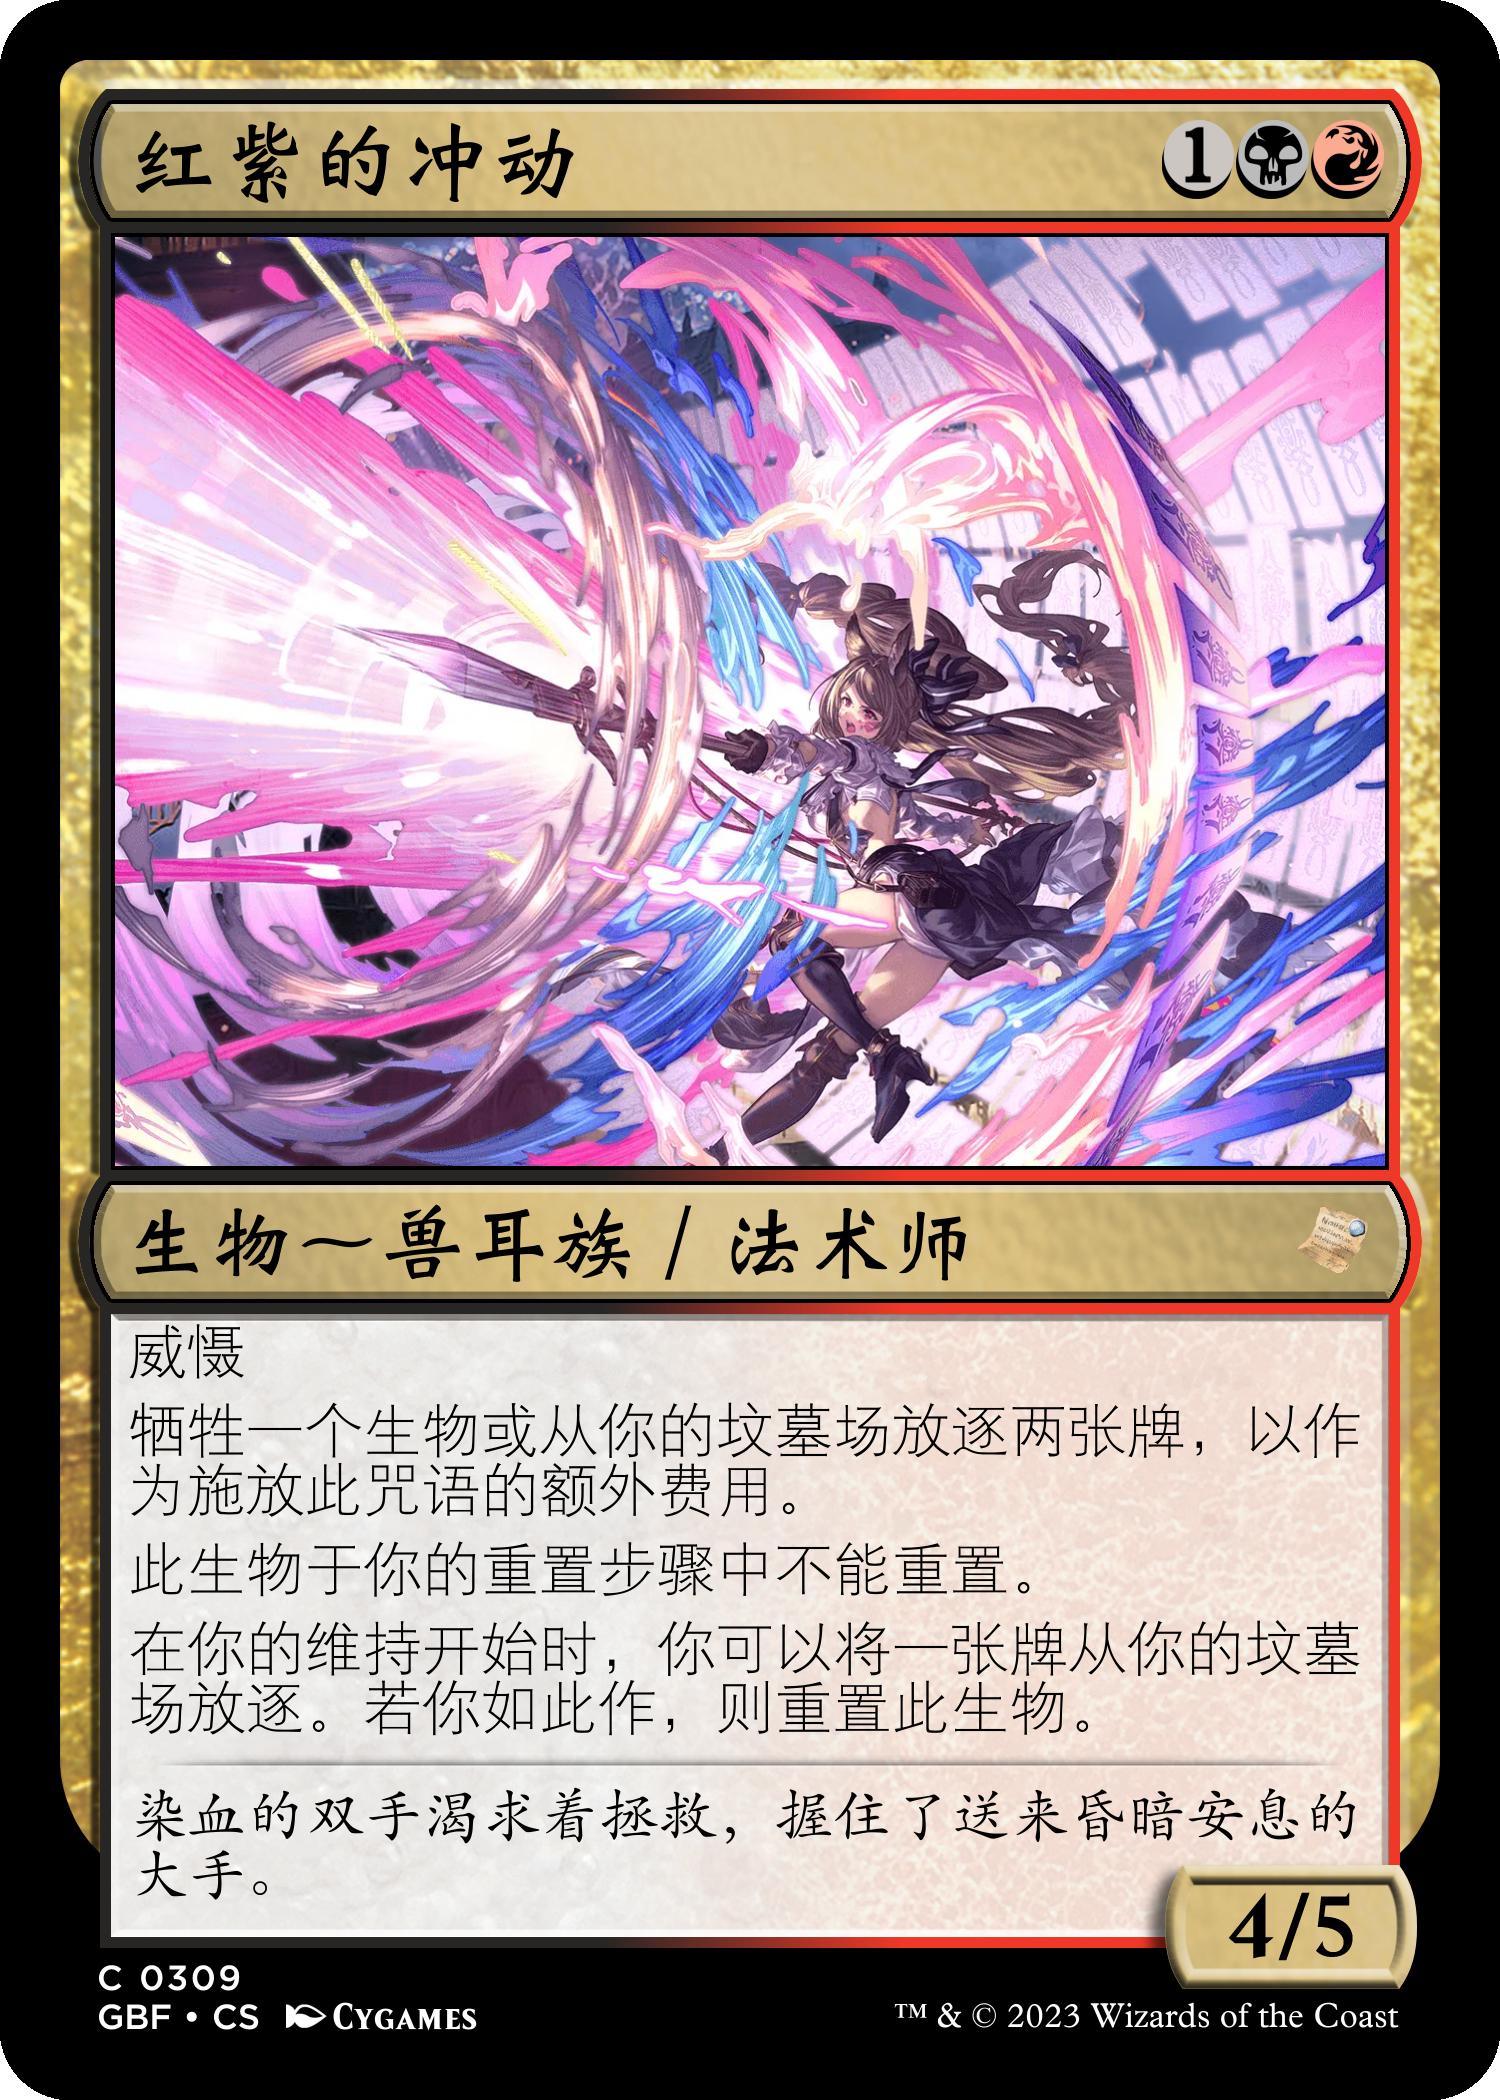 红紫的冲动 1
生物～兽耳族 / 法术师
威慑
牺牲一个生物或从你的坟墓场放逐两张牌，以作
为施放此咒语的额外费用。
此生物于你的重置步骤中不能重置。
在你的维持开始时，你可以将一张牌从你的坟墓
场放逐。若你如此作，则重置此生物。
染血的双手渴求着拯救，握住了送来昏暗安息的
大手。
4/5
C 0309
GBF • CS CYGAMES
™ & © 2023 Wizards of the Coast